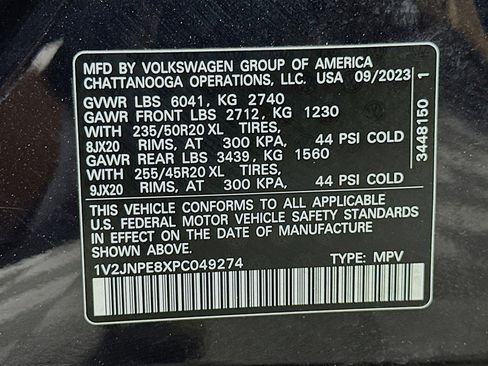 MFD BY VOLKSWAGEN GROUP OF AMERICA
CHATTANOOGA OPERATIONS, LLC. USA 09/2023
GVWR LBS 6041, KG 2740
GAWR FRONT LBS 2712, KG 1230
WITH 235/50R20 XL TIRES,
8JX20 RIMS, AT 300 KPA, 44 PSI COLD
GAWR REAR LBS 3439, KG 1560
WITH 255/45R20 XL TIRES,
9JX20 RIMS, AT 300 KPA, 44 PSI COLD
THIS VEHICLE CONFORMS TO ALL APPLICABLE
U.S. FEDERAL MOTOR VEHICLE SAFETY STANDARDS
IN EFFECT ON THE DATE OF MANUFACTURE
SHOWN ABOVE.
1V2JNPE8XPC049274 TYPE: MPV
3448150 1